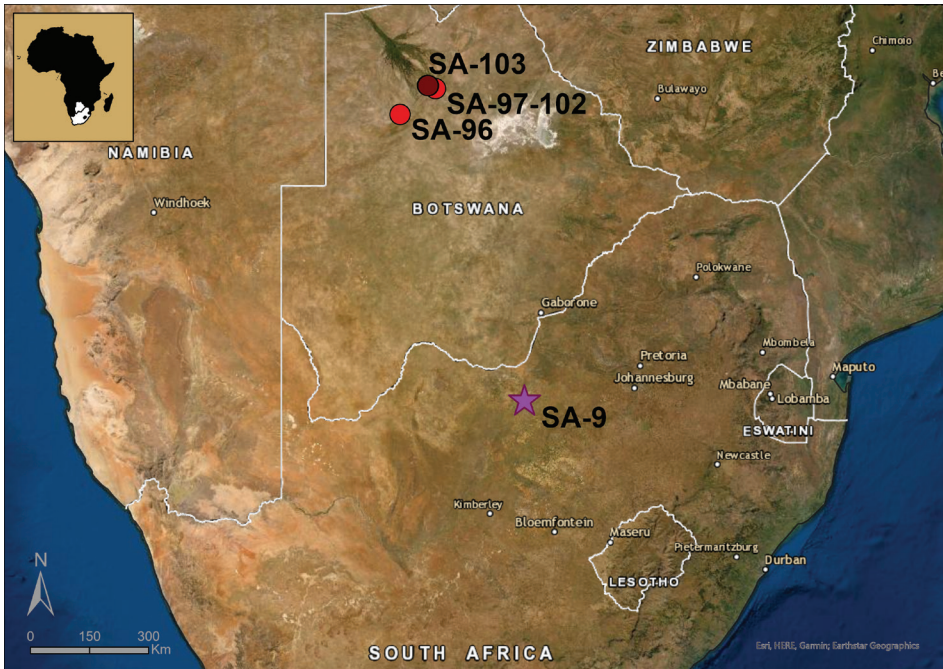 ZIMBABWE
Chimoio
SA-103
Bulawayo
SA-97-102
SA-96
NAMIBIA
Windhoek
BOTSWANA
Polokwane
Gaborone
Mbombela
Pretoria
Maputo
Johannesburg
Mbabane
Lobamba
SA-9
ESWATINI
Newcastle
Kimberley
Bloemfontein
Maseru
Pietermaritzburg
Durban
N
LESOTHO
0 150 300
Km
SOUTH AFRICA
Esri, HERE, Garmin; Earthstar Geographics